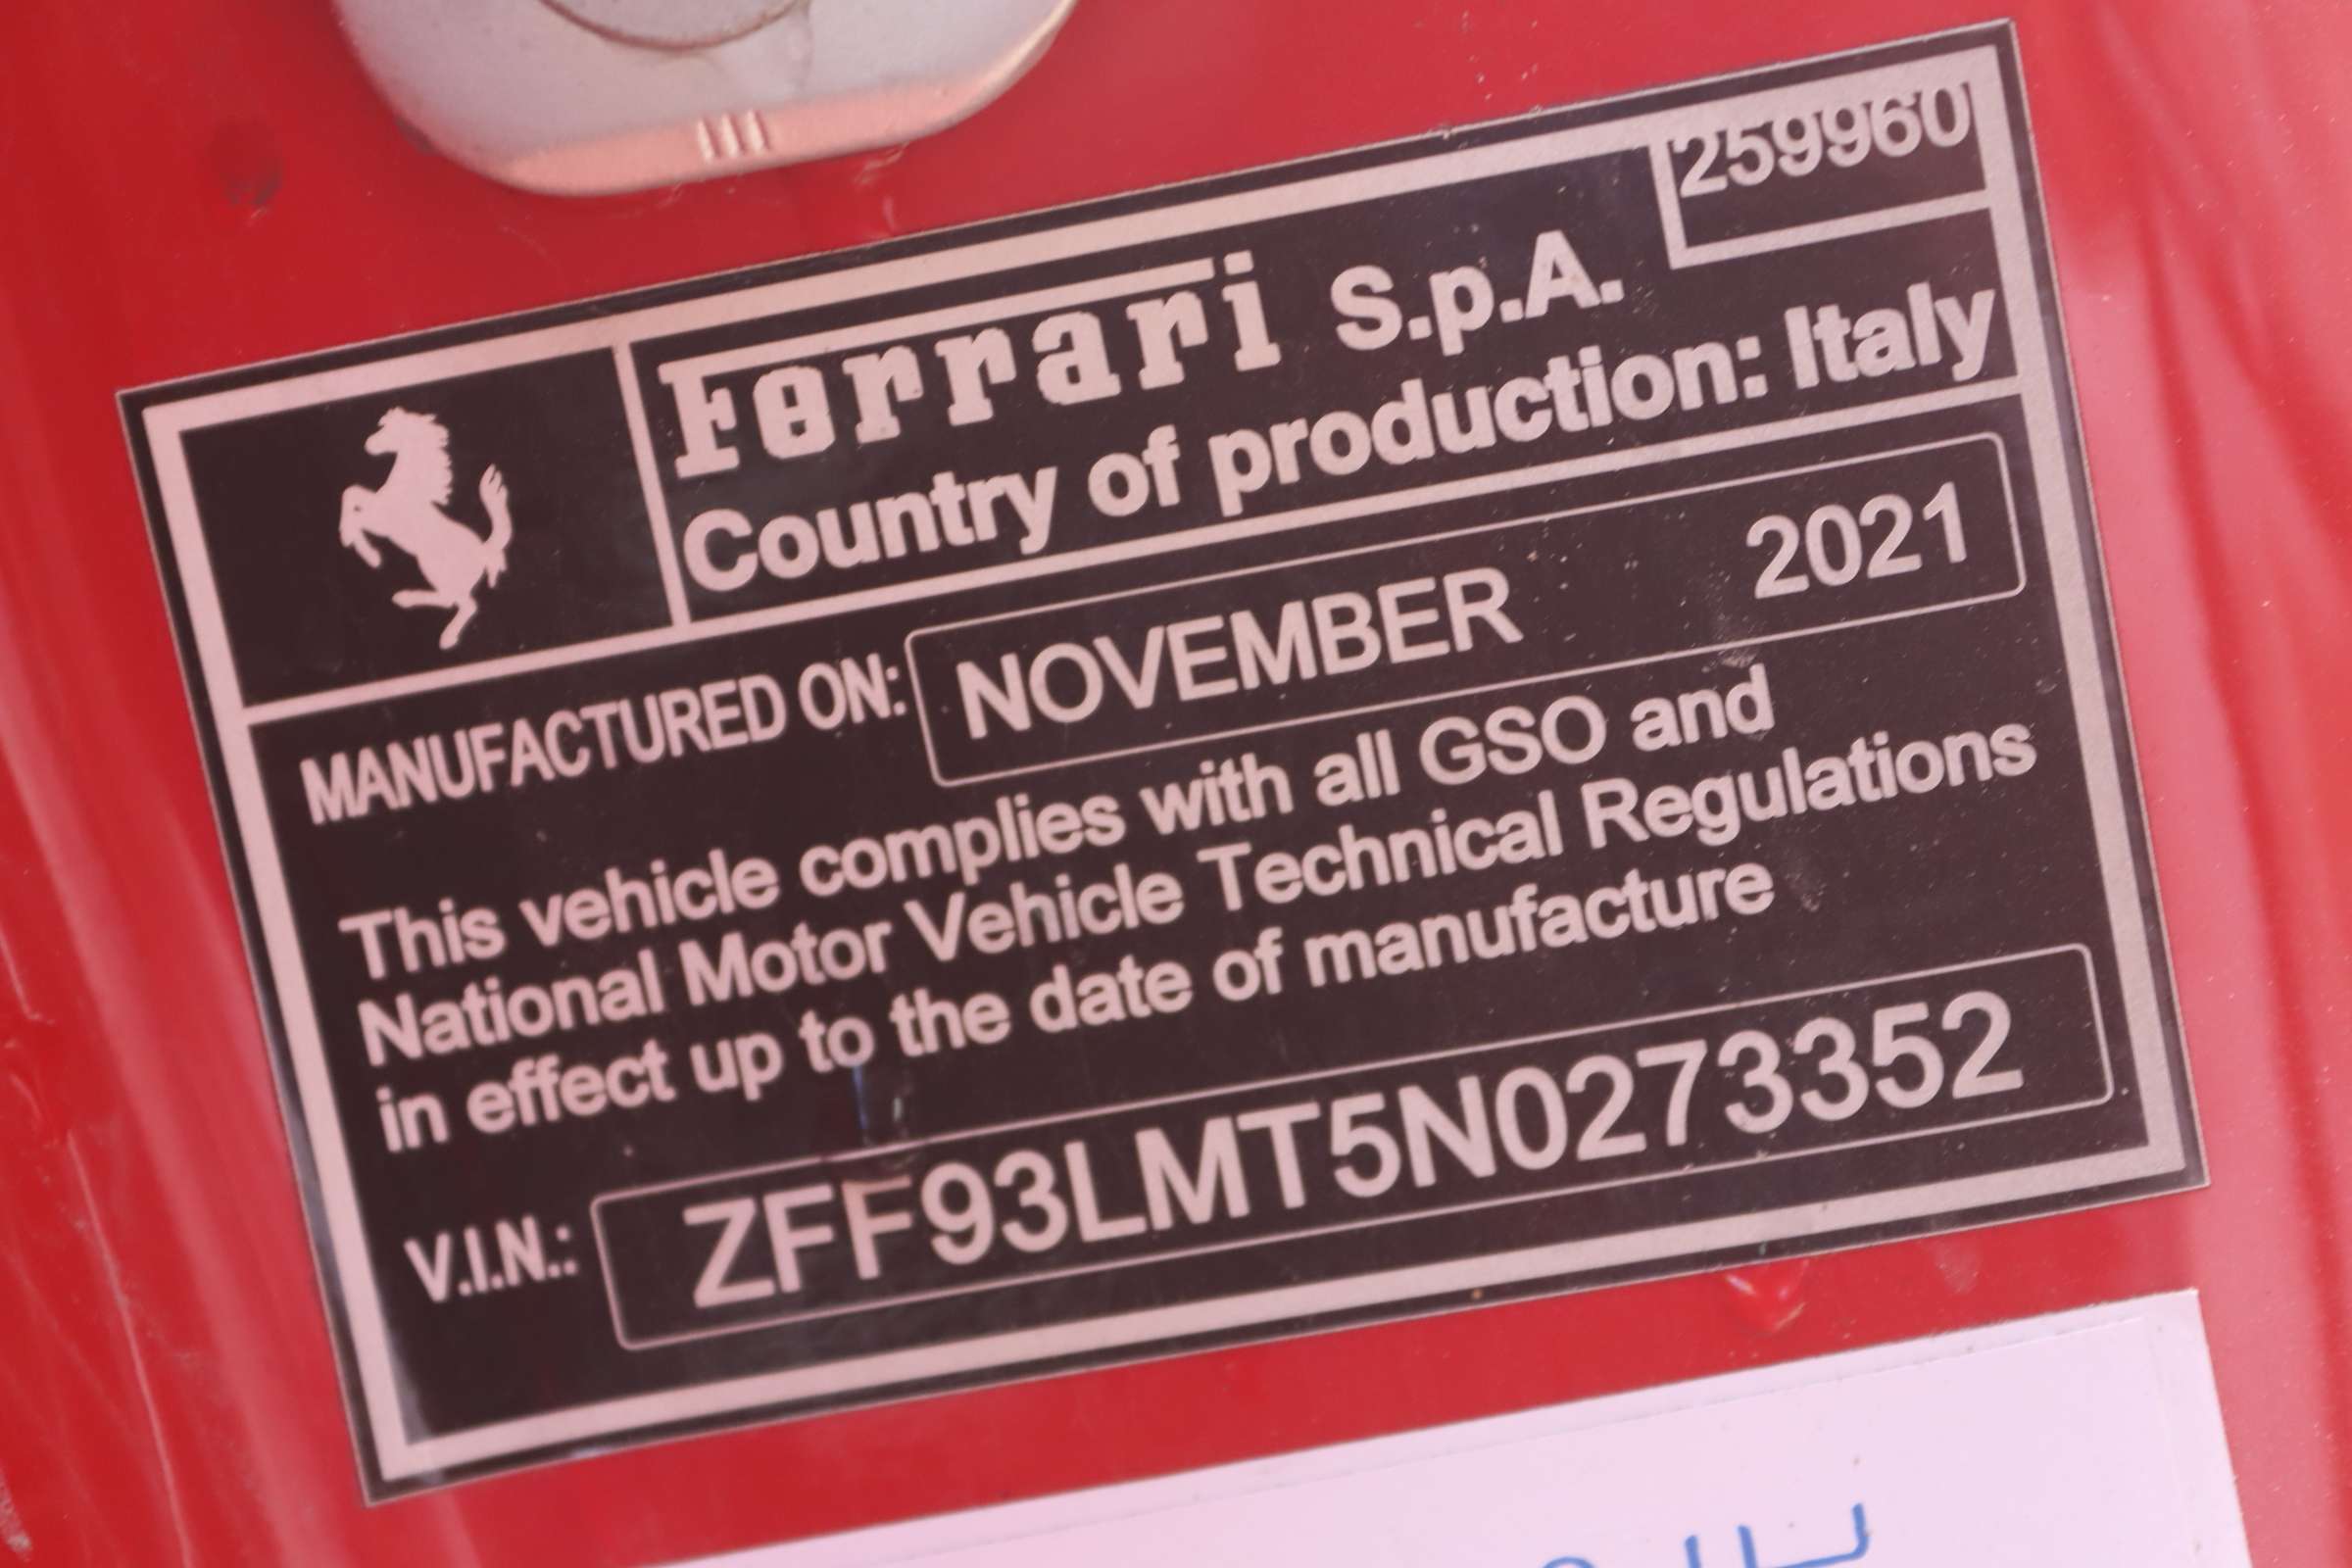 259960
Ferrari S.p.A.
Country of production: Italy
MANUFACTURED ON: NOVEMBER 2021
This vehicle complies with all GSO and
National Motor Vehicle Technical Regulations
in effect up to the date of manufacture
V.I.N.: ZFF93LMT5N0273352